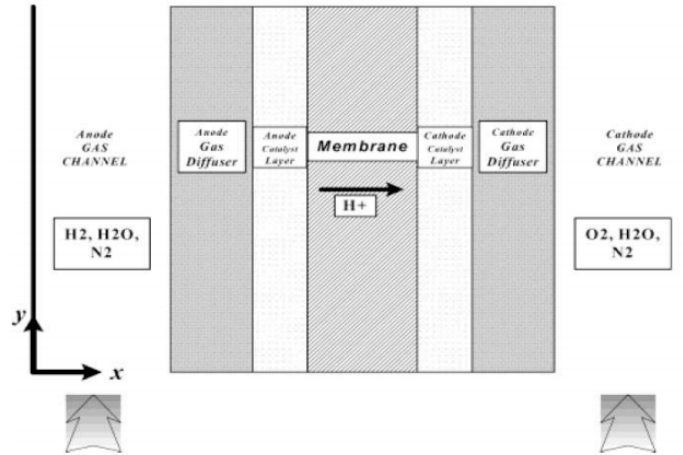 Anode
GAS
CHANNEL
Anode
Gas
Diffuser
Anode
Catalyst
Layer
Membrane
Cathode
Catalyst
Layer
Cathode
Gas
Diffuser
Cathode
GAS
CHANNEL
H+
H2, H2O,
N2
O2, H2O,
N2
y
x